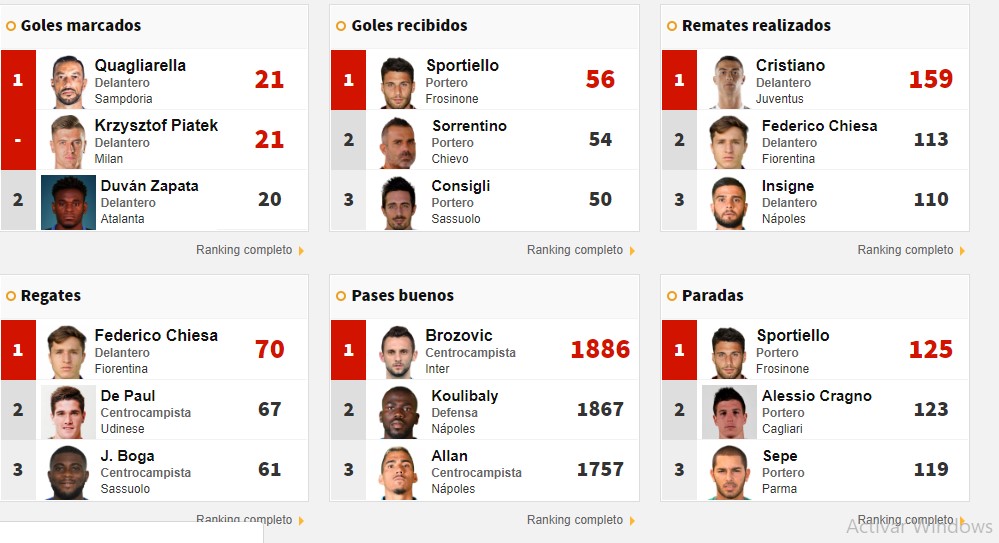 Goles marcados
1
Quagliarella
Delantero
Sampdoria
21
-
Krzysztof Piatek
Delantero
Milan
21
2
Duván Zapata
Delantero
Atalanta
20
Ranking completo
Goles recibidos
1
Sportiello
Portero
Frosinone
56
2
Sorrentino
Portero
Chievo
54
3
Consigli
Portero
Sassuolo
50
Ranking completo
Remates realizados
1
Cristiano
Delantero
Juventus
159
2
Federico Chiesa
Delantero
Fiorentina
113
3
Insigne
Delantero
Nápoles
110
Ranking completo
Regates
1
Federico Chiesa
Delantero
Fiorentina
70
2
De Paul
Centrocampista
Udinese
67
3
J. Boga
Centrocampista
Sassuolo
61
Ranking completo
Pases buenos
1
Brozovic
Centrocampista
Inter
1886
2
Koulibaly
Defensa
Nápoles
1867
3
Allan
Centrocampista
Nápoles
1757
Ranking completo
Paradas
1
Sportiello
Portero
Frosinone
125
2
Alessio Cragno
Portero
Cagliari
123
3
Sepe
Portero
Parma
119
Ranking completo
Activar Windows